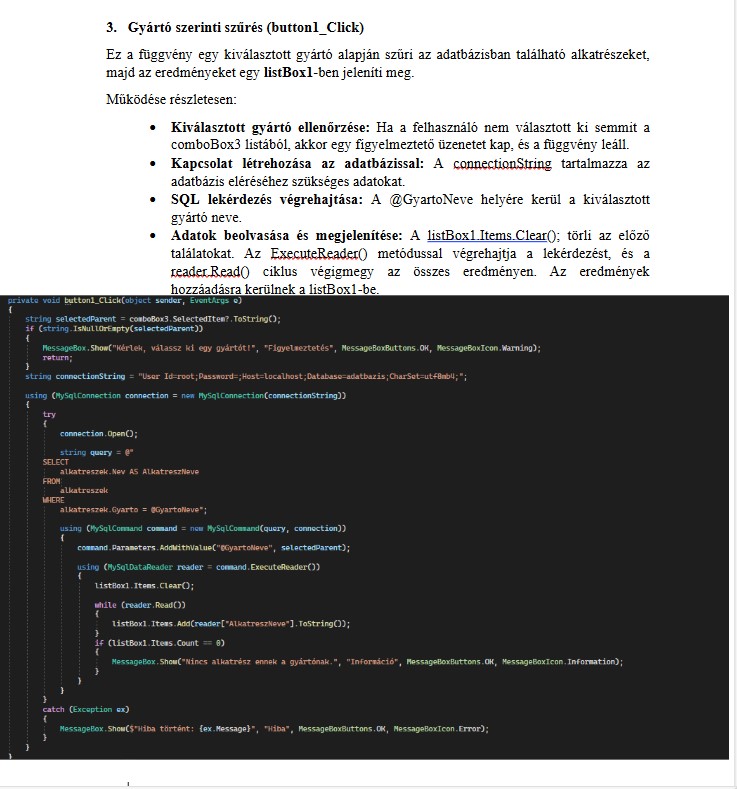 3. Gyártó szerinti szűrés (button1_Click)
Ez a függvény egy kiválasztott gyártó alapján szűri az adatbázisban található alkatrészeket,
majd az eredményeket egy listBox1-ben jeleníti meg.
Működése részletesen:
• Kiválasztott gyártó ellenőrzése: Ha a felhasználó nem választott ki semmit a
comboBox3 listából, akkor egy figyelmeztető üzenetet kap, és a függvény leáll.
• Kapcsolat létrehozása az adatbázissal: A connectionString tartalmazza az
adatbázis eléréséhez szükséges adatokat.
• SQL lekérdezés végrehajtása: A @GyartoNeve helyére kerül a kiválasztott
gyártó neve.
• Adatok beolvasása és megjelenítése: A listBox1.Items.Clear(); törli az előző
találatokat. Az ExecuteReader() metódussal végrehajtja a lekérdezést, és a
reader.Read() ciklus végigmegy az összes eredményen. Az eredmények
hozzáadásra kerülnek a listBox1-be.
private void button1_Click(object sender, EventArgs e)
{
string selectedParent = comboBox3.SelectedItem?.ToString();
if (string.IsNullOrEmpty(selectedParent))
{
MessageBox.Show("Kérlek, válassz ki egy gyártót!", "Figyelmeztetés", MessageBoxButtons.OK, MessageBoxIcon.Warning);
return;
}
string connectionString = "User Id=root;Password=;Host=localhost;Database=adatbazis;CharSet=utf8mb4;";
using (MySqlConnection connection = new MySqlConnection(connectionString))
{
try
{
connection.Open();
string query = @"
SELECT
alkatreszek.Nev AS AlkatreszNeve
FROM
alkatreszek
WHERE
alkatreszek.Gyarto = @GyartoNeve";
using (MySqlCommand command = new MySqlCommand(query, connection))
{
command.Parameters.AddWithValue("@GyartoNeve", selectedParent);
using (MySqlDataReader reader = command.ExecuteReader())
{
listBox1.Items.Clear();
while (reader.Read())
{
listBox1.Items.Add(reader["AlkatreszNeve"].ToString());
}
if (listBox1.Items.Count == 0)
{
MessageBox.Show("Nincs alkatrész ennek a gyártónak.", "Információ", MessageBoxButtons.OK, MessageBoxIcon.Information);
}
}
}
}
catch (Exception ex)
{
MessageBox.Show($"Hiba történt: {ex.Message}", "Hiba", MessageBoxButtons.OK, MessageBoxIcon.Error);
}
}
}